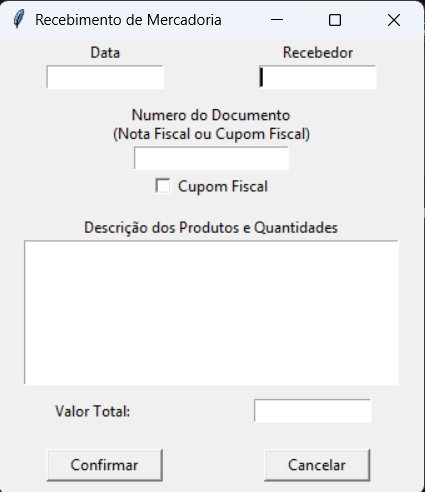 Recebimento de Mercadoria
Data
Recebedor
Numero do Documento
(Nota Fiscal ou Cupom Fiscal)
Cupom Fiscal
Descrição dos Produtos e Quantidades
Valor Total:
Confirmar
Cancelar